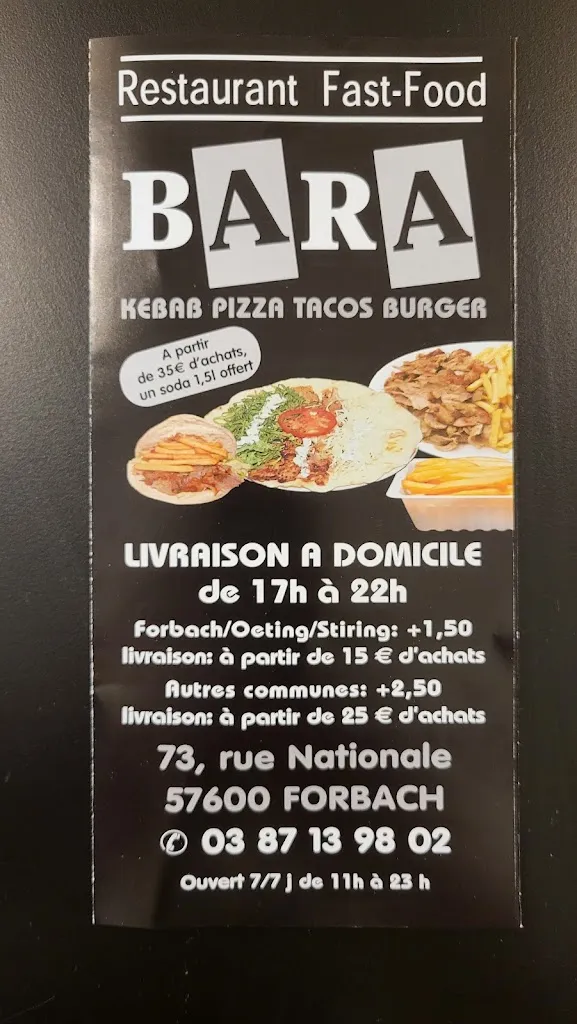 Restaurant Fast-Food
BARA
KEBAB PIZZA TACOS BURGER
A partir
de 35€ d'achats,
un soda 1,5l offert
LIVRAISON A DOMICILE
de 17h à 22h
Forbach/Oeting/Stiring: +1,50
livraison: à partir de 15 € d'achats
Autres communes: +2,50
livraison: à partir de 25 € d'achats
73, rue Nationale
57600 FORBACH
✆ 03 87 13 98 02
Ouvert 7/7 j de 11h à 23 h